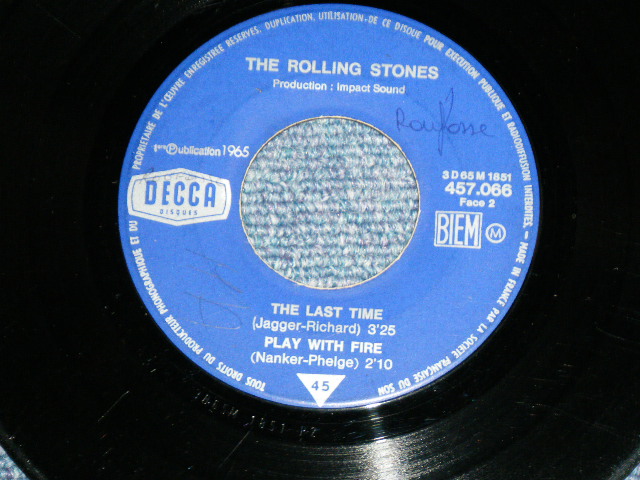 PROPRIÉTAIRE DE L'ŒUVRE ENREGISTRÉE RÉSERVÉS, DUPLICATION, UTILISATION DE CE DISQUE POUR EXÉCUTION PUBLIQUE ET RADIODIFFUSION INTERDITES. - MADE IN FRANCE PAR LA SOCIÉTÉ FRANÇAISE DU SON
TOUS DROITS DU PRODUCTEUR PHONOGRAPHIQUE ET DU
THE ROLLING STONES
Production : Impact Sound
1ère Publication 1965
3 D 65 M 1851
457.066
Face 2
DECCA
DISQUES
BIEM M
THE LAST TIME
(Jagger-Richard) 3'25
PLAY WITH FIRE
(Nanker-Phelge) 2'10
45